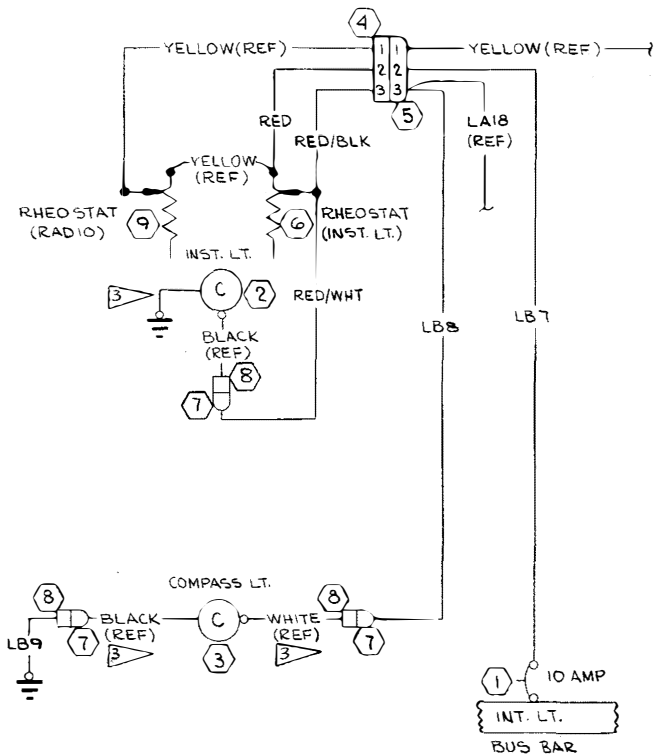 4
YELLOW (REF)
1 1
YELLOW (REF)
2 2
3 3
5
RED
RED/BLK
LA18
(REF)
YELLOW
(REF)
RHEOSTAT
(RADIO)
9
6
RHEOSTAT
(INST. LT.)
INST. LT.
3
C
2
RED/WHT
BLACK
(REF)
LB8
LB7
8
7
COMPASS LT.
8
BLACK
(REF)
C
WHITE
(REF)
8
LB9
7
3
3
3
7
1
10 AMP
INT. LT.
BUS BAR